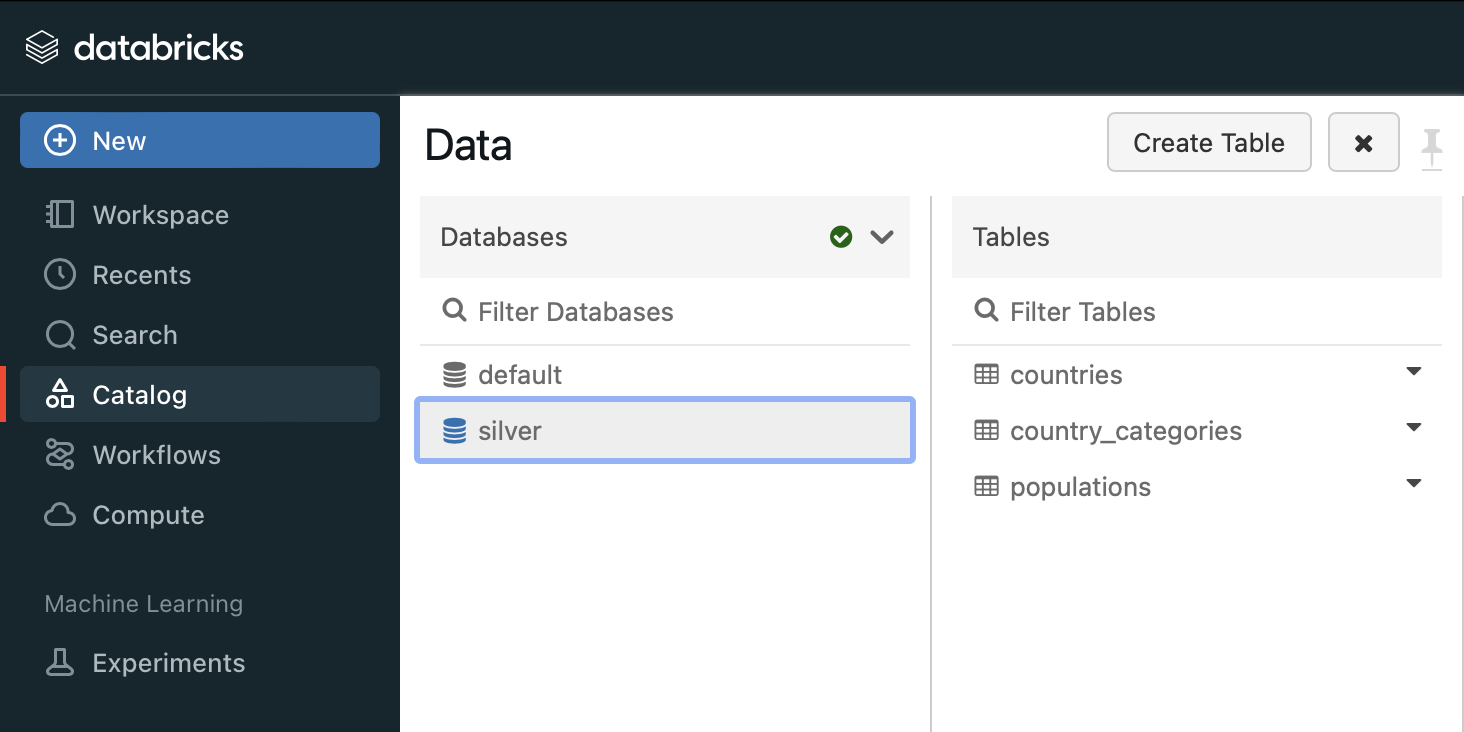 databricks
New
Workspace
Recents
Search
Catalog
Workflows
Compute
Machine Learning
Experiments
Data
Create Table
Databases
Filter Databases
default
silver
Tables
Filter Tables
countries
country_categories
populations